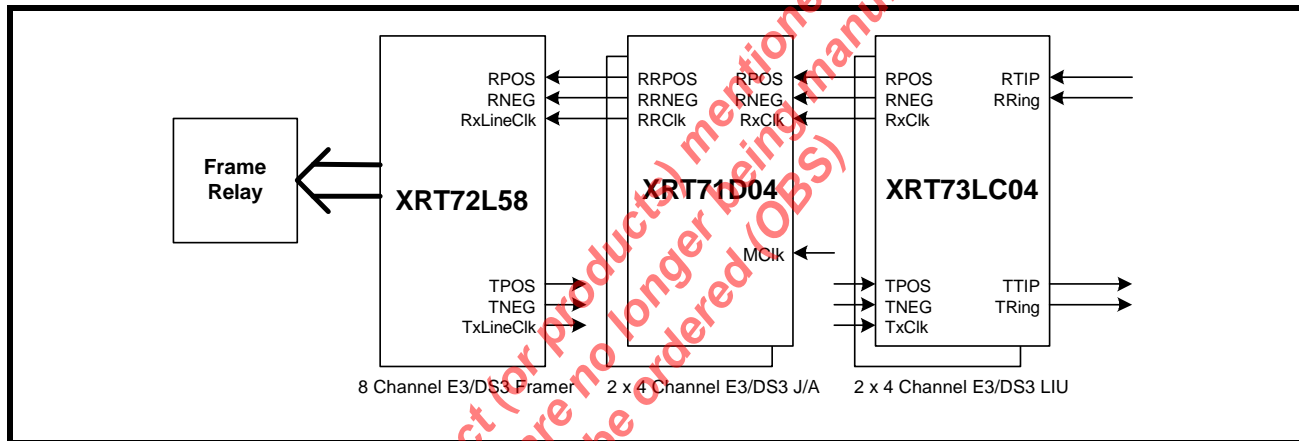 Frame
Relay
XRT72L58
RPOS
RNEG
RxLineClk
TPOS
TNEG
TxLineClk
8 Channel E3/DS3 Framer
XRT71D04
RRPOS
RRNEG
RRClk
RPOS
RNEG
RxClk
MClk
2 x 4 Channel E3/DS3 J/A
XRT73LC04
RPOS
RNEG
RxClk
RTIP
RRing
TPOS
TNEG
TxClk
TTIP
TRing
2 x 4 Channel E3/DS3 LIU
ct (or products) mentione
are no longer being manu
be ordered (OBS)